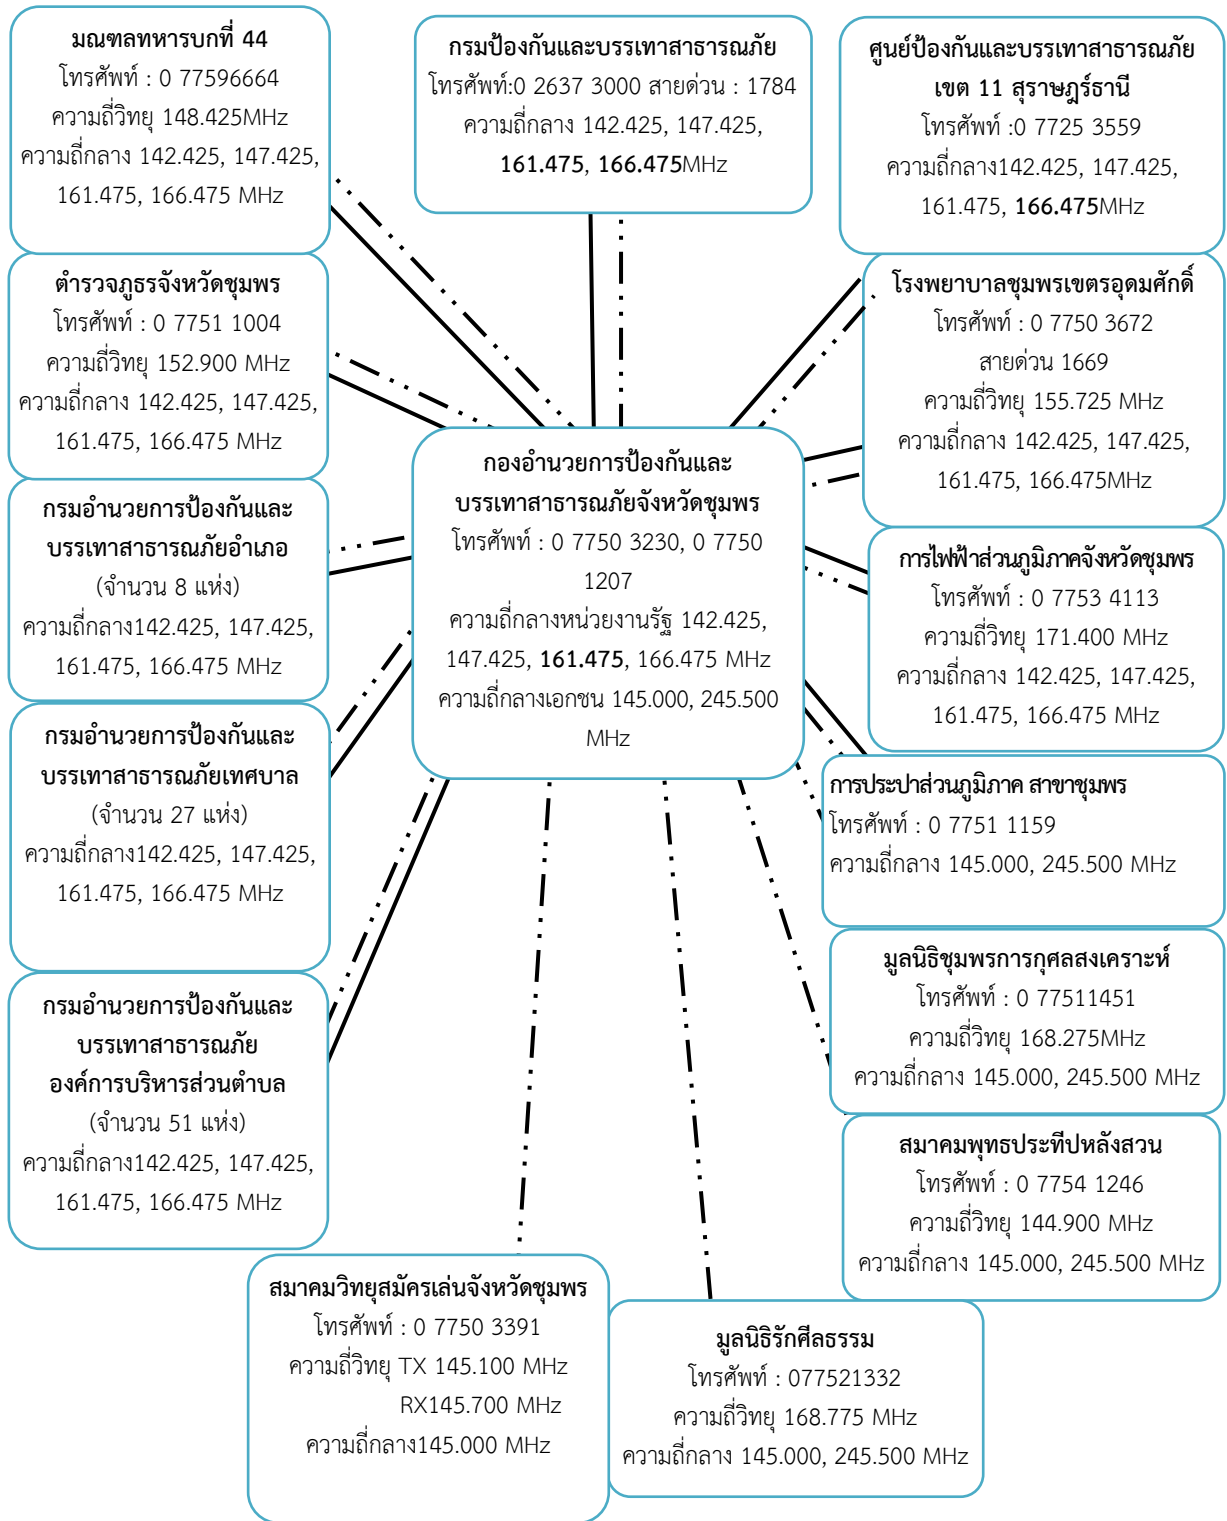 มณฑลทหารบกที่ 44
โทรศัพท์ : 0 77596664
ความถี่วิทยุ 148.425MHz
ความถี่กลาง 142.425, 147.425,
161.475, 166.475 MHz
กรมป้องกันและบรรเทาสาธารณภัย
โทรศัพท์:0 2637 3000 สายด่วน : 1784
ความถี่กลาง 142.425, 147.425,
161.475, 166.475MHz
ศูนย์ป้องกันและบรรเทาสาธารณภัย
เขต 11 สุราษฎร์ธานี
โทรศัพท์ :0 7725 3559
ความถี่กลาง142.425, 147.425,
161.475, 166.475MHz
ตำรวจภูธรจังหวัดชุมพร
โทรศัพท์ : 0 7751 1004
ความถี่วิทยุ 152.900 MHz
ความถี่กลาง 142.425, 147.425,
161.475, 166.475 MHz
โรงพยาบาลชุมพรเขตรอุดมศักดิ์
โทรศัพท์ : 0 7750 3672
สายด่วน 1669
ความถี่วิทยุ 155.725 MHz
ความถี่กลาง 142.425, 147.425,
161.475, 166.475MHz
กองอำนวยการป้องกันและ
บรรเทาสาธารณภัยจังหวัดชุมพร
โทรศัพท์ : 0 7750 3230, 0 7750
1207
ความถี่กลางหน่วยงานรัฐ 142.425,
147.425, 161.475, 166.475 MHz
ความถี่กลางเอกชน 145.000, 245.500
MHz
กรมอำนวยการป้องกันและ
บรรเทาสาธารณภัยอำเภอ
(จำนวน 8 แห่ง)
ความถี่กลาง142.425, 147.425,
161.475, 166.475 MHz
การไฟฟ้าส่วนภูมิภาคจังหวัดชุมพร
โทรศัพท์ : 0 7753 4113
ความถี่วิทยุ 171.400 MHz
ความถี่กลาง 142.425, 147.425,
161.475, 166.475 MHz
กรมอำนวยการป้องกันและ
บรรเทาสาธารณภัยเทศบาล
(จำนวน 27 แห่ง)
ความถี่กลาง142.425, 147.425,
161.475, 166.475 MHz
การประปาส่วนภูมิภาค สาขาชุมพร
โทรศัพท์ : 0 7751 1159
ความถี่กลาง 145.000, 245.500 MHz
มูลนิธิชุมพรการกุศลสงเคราะห์
โทรศัพท์ : 0 77511451
ความถี่วิทยุ 168.275MHz
ความถี่กลาง 145.000, 245.500 MHz
กรมอำนวยการป้องกันและ
บรรเทาสาธารณภัย
องค์การบริหารส่วนตำบล
(จำนวน 51 แห่ง)
ความถี่กลาง142.425, 147.425,
161.475, 166.475 MHz
สมาคมพุทธประทีปหลังสวน
โทรศัพท์ : 0 7754 1246
ความถี่วิทยุ 144.900 MHz
ความถี่กลาง 145.000, 245.500 MHz
สมาคมวิทยุสมัครเล่นจังหวัดชุมพร
โทรศัพท์ : 0 7750 3391
ความถี่วิทยุ TX 145.100 MHz
RX145.700 MHz
ความถี่กลาง145.000 MHz
มูลนิธิรักศีลธรรม
โทรศัพท์ : 077521332
ความถี่วิทยุ 168.775 MHz
ความถี่กลาง 145.000, 245.500 MHz